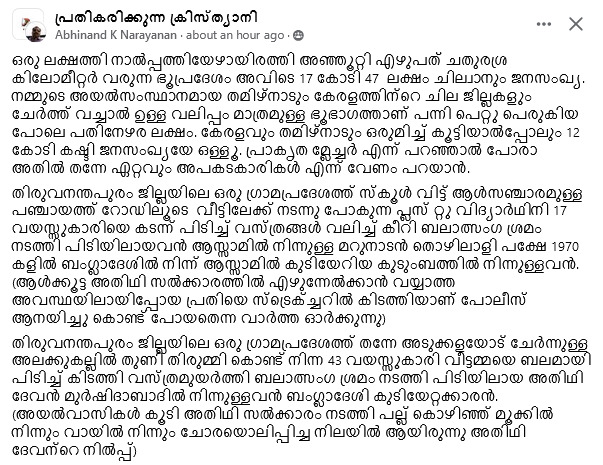 പ്രതികരിക്കുന്ന ക്രിസ്ത്യാനി
Abhinand K Narayanan · about an hour ago ·
ഒരു ലക്ഷത്തി നാൽപ്പത്തിയേഴായിരത്തി അഞ്ഞൂറ്റി എഴുപത് ചതുരശ്ര
കിലോമീറ്റർ വരുന്ന ഭൂപ്രദേശം അവിടെ 17 കോടി 47 ലക്ഷം ചില്വാനും ജനസംഖ്യ.
നമ്മുടെ അയൽസംസ്ഥാനമായ തമിഴ്നാടും കേരളത്തിന്റെ ചില ജില്ലകളും
ചേർത്ത് വച്ചാൽ ഉള്ള വലിപ്പം മാത്രമുള്ള ഭൂഭാഗത്താണ് പന്നി പെറ്റു പെരുകിയ
പോലെ പതിനേഴര ലക്ഷം. കേരളവും തമിഴ്നാടും ഒരുമിച്ച് കൂട്ടിയാൽപ്പോലും 12
കോടി കഷ്ടി ജനസംഖ്യയേ ഒള്ളൂ. പ്രാകൃത മ്ലേച്ചർ എന്ന് പറഞ്ഞാൽ പോരാ
അതിൽ തന്നേ ഏറ്റവും അപകടകാരികൾ എന്ന് വേണം പറയാൻ.
തിരുവനന്തപുരം ജില്ലയിലെ ഒരു ഗ്രാമപ്രദേശത്ത് സ്കൂൾ വിട്ട് ആൾസഞ്ചാരമുള്ള
പഞ്ചായത്ത് റോഡിലൂടെ വീട്ടിലേക്ക് നടന്നു പോകുന്ന പ്ലസ് റ്റു വിദ്യാർഥിനി 17
വയസ്സുകാരിയെ കടന്ന് പിടിച്ച് വസ്ത്രങ്ങൾ വലിച്ച് കീറി ബലാത്സംഗ ശ്രമം
നടത്തി പിടിയിലായവൻ ആസ്സാമിൽ നിന്നുള്ള മറുനാടൻ തൊഴിലാളി പക്ഷേ 1970
കളിൽ ബംഗ്ലാദേശിൽ നിന്ന് ആസ്സാമിൽ കുടിയേറിയ കുടുംബത്തിൽ നിന്നുള്ളവൻ.
(ആൾക്കൂട്ട അതിഥി സൽക്കാരത്തിൽ എഴുന്നേൽക്കാൻ വയ്യാത്ത
അവസ്ഥയിലായിപ്പോയ പ്രതിയെ സ്ട്രെക്ച്ചറിൽ കിടത്തിയാണ് പോലീസ്
ആനയിച്ചു കൊണ്ട് പോയതെന്ന വാർത്ത ഓർക്കുന്നു)
തിരുവനന്തപുരം ജില്ലയിലെ ഒരു ഗ്രാമപ്രദേശത്ത് തന്നേ അടുക്കളയോട് ചേർന്നുള്ള
അലക്കുകല്ലിൽ തുണി തിരുമ്മി കൊണ്ട് നിന്ന 43 വയസ്സുകാരി വീട്ടമ്മയെ ബലമായി
പിടിച്ച് കിടത്തി വസ്ത്രമുയർത്തി ബലാത്സംഗ ശ്രമം നടത്തി പിടിയിലായ അതിഥി
ദേവൻ മുർഷിദാബാദിൽ നിന്നുള്ളവൻ ബംഗ്ലാദേശി കുടിയേറ്റക്കാരൻ.
(അയൽവാസികൾ കൂടി അതിഥി സൽക്കാരം നടത്തി പല്ല് കൊഴിഞ്ഞ് മൂക്കിൽ
നിന്നും വായിൽ നിന്നും ചോരയൊലിപ്പിച്ച നിലയിൽ ആയിരുന്നു അതിഥി
ദേവന്റെ നിൽപ്പ്)